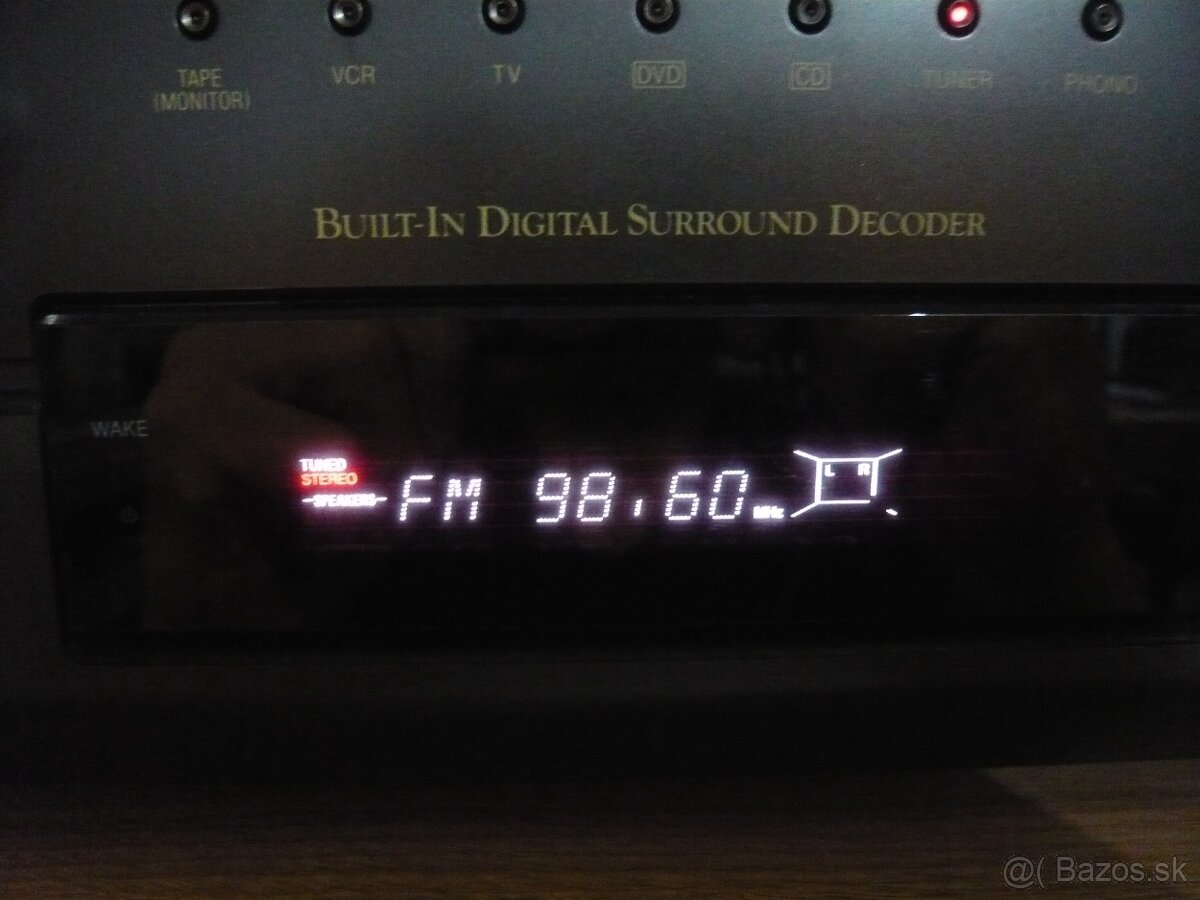 TAPE VCR TV DVD CD TUNER PHONO
(MONITOR)
BUILT-IN DIGITAL SURROUND DECODER
WAKE
TUNED
STEREO
SPEAKERS
FM 98.60 MHz
L R
@( Bazos.sk